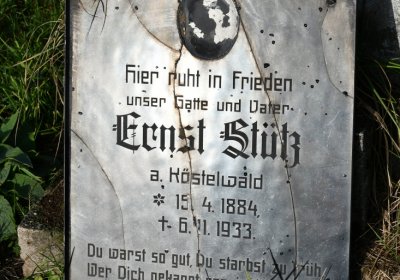 Hier ruht in Frieden
unser Gatte und Vater
Ernst Stütz
a. Köstelwald
* 15. 4. 1884,
† 6. 11. 1933.
Du warst so gut, Du starbst zu früh,
Wer Dich gekannt